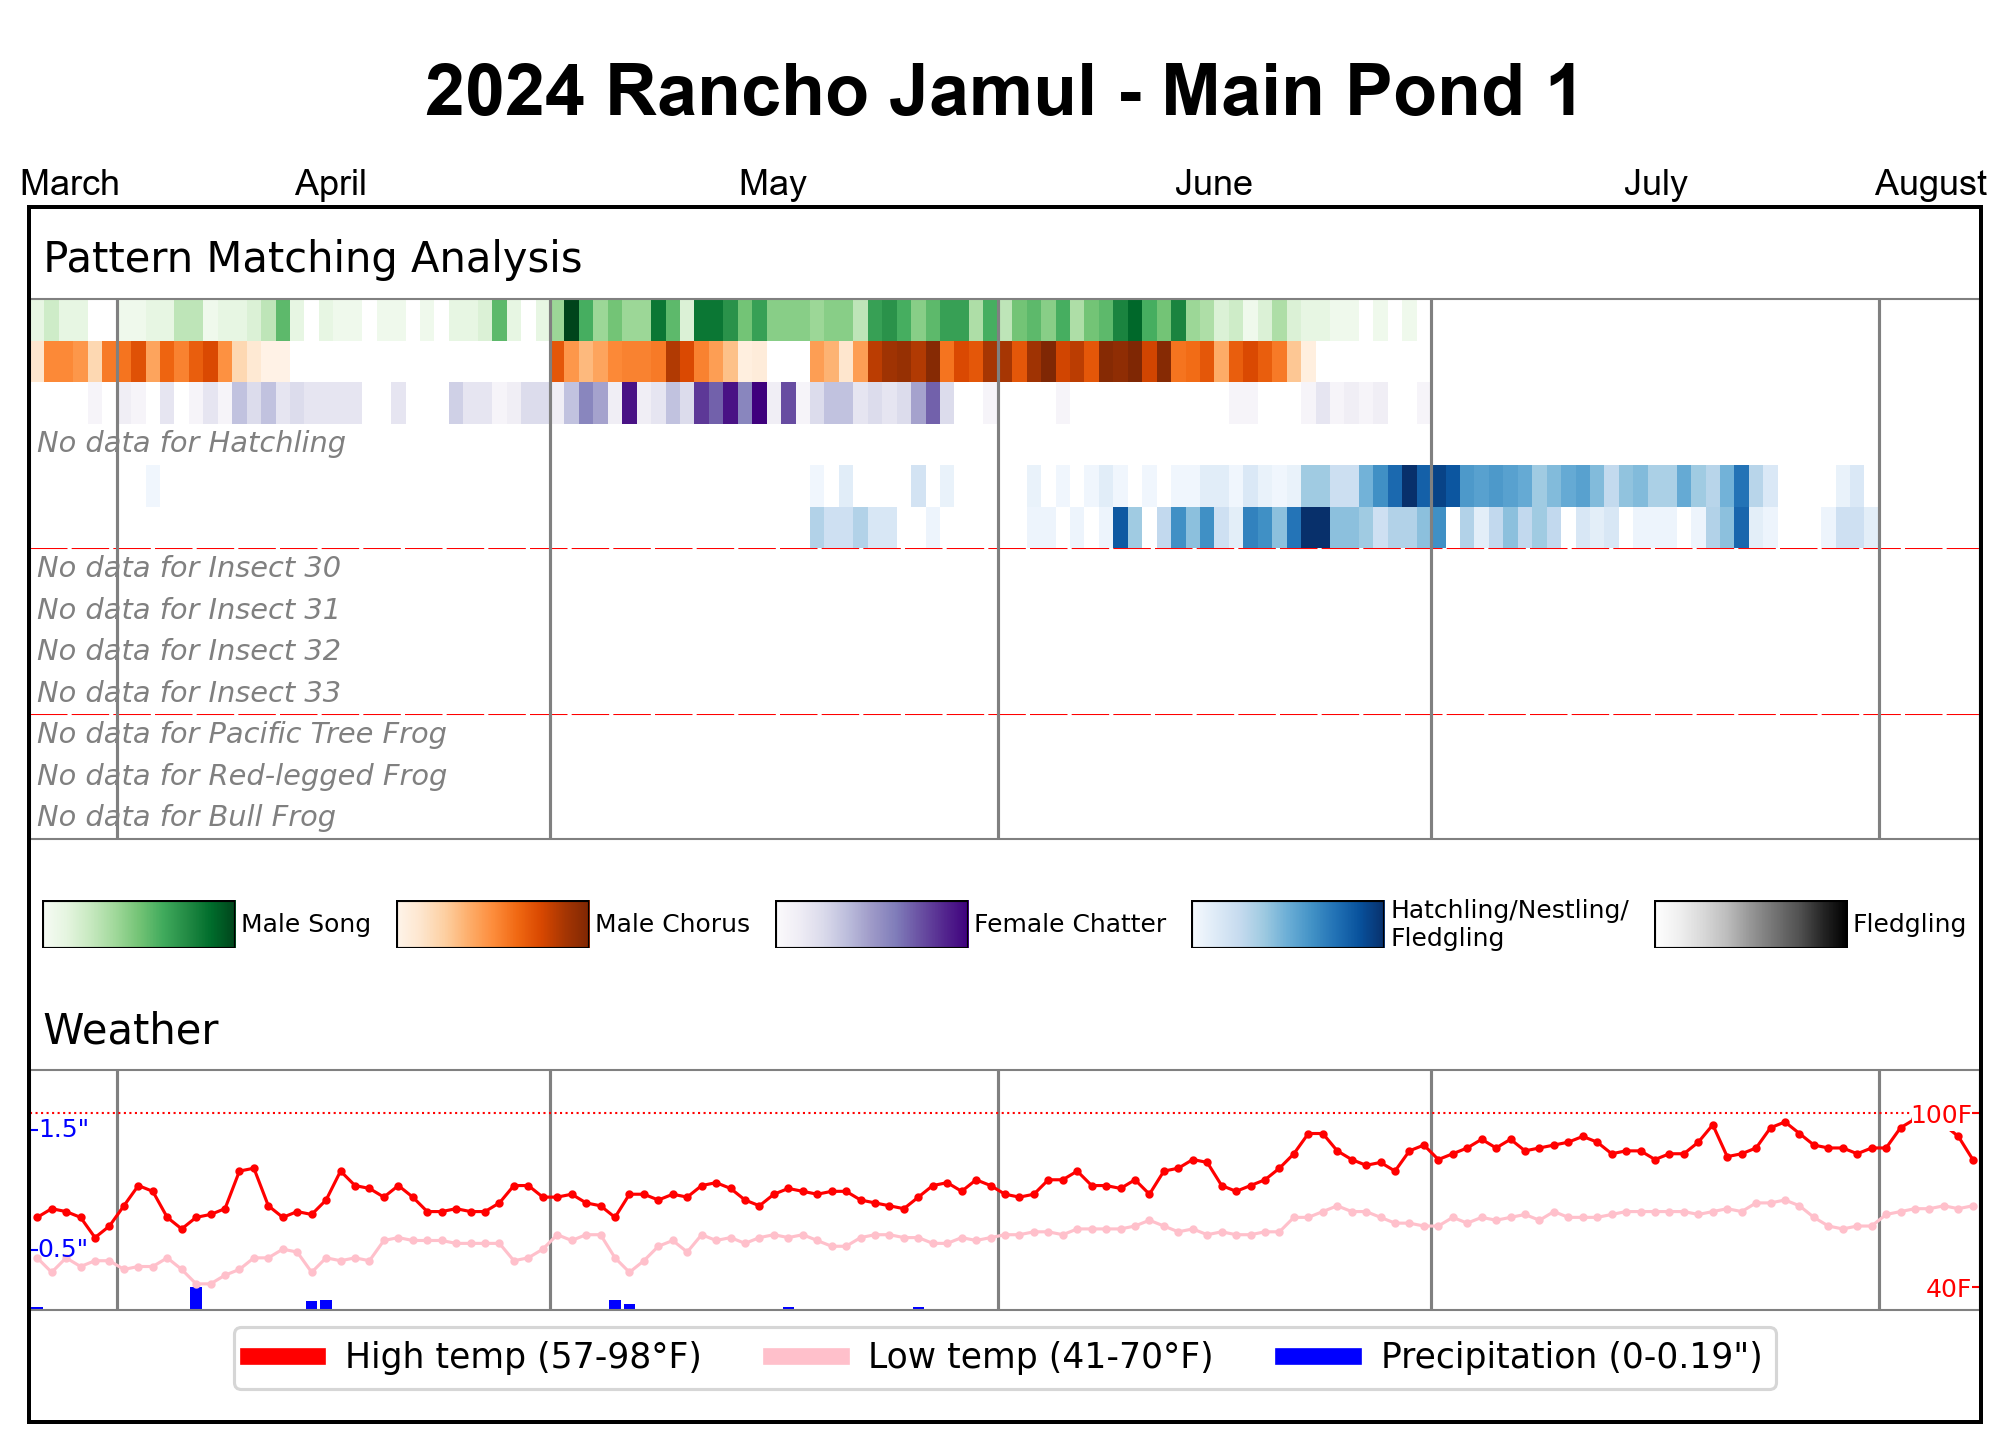 2024 Rancho Jamul - Main Pond 1
March April May June July August
Pattern Matching Analysis
No data for Hatchling
No data for Insect 30
No data for Insect 31
No data for Insect 32
No data for Insect 33
No data for Pacific Tree Frog
No data for Red-legged Frog
No data for Bull Frog
Male Song Male Chorus Female Chatter Hatchling/Nestling/ Fledgling
Fledgling
Weather
100F
1.5"
0.5"
40F
High temp (57-98°F) Low temp (41-70°F) Precipitation (0-0.19")